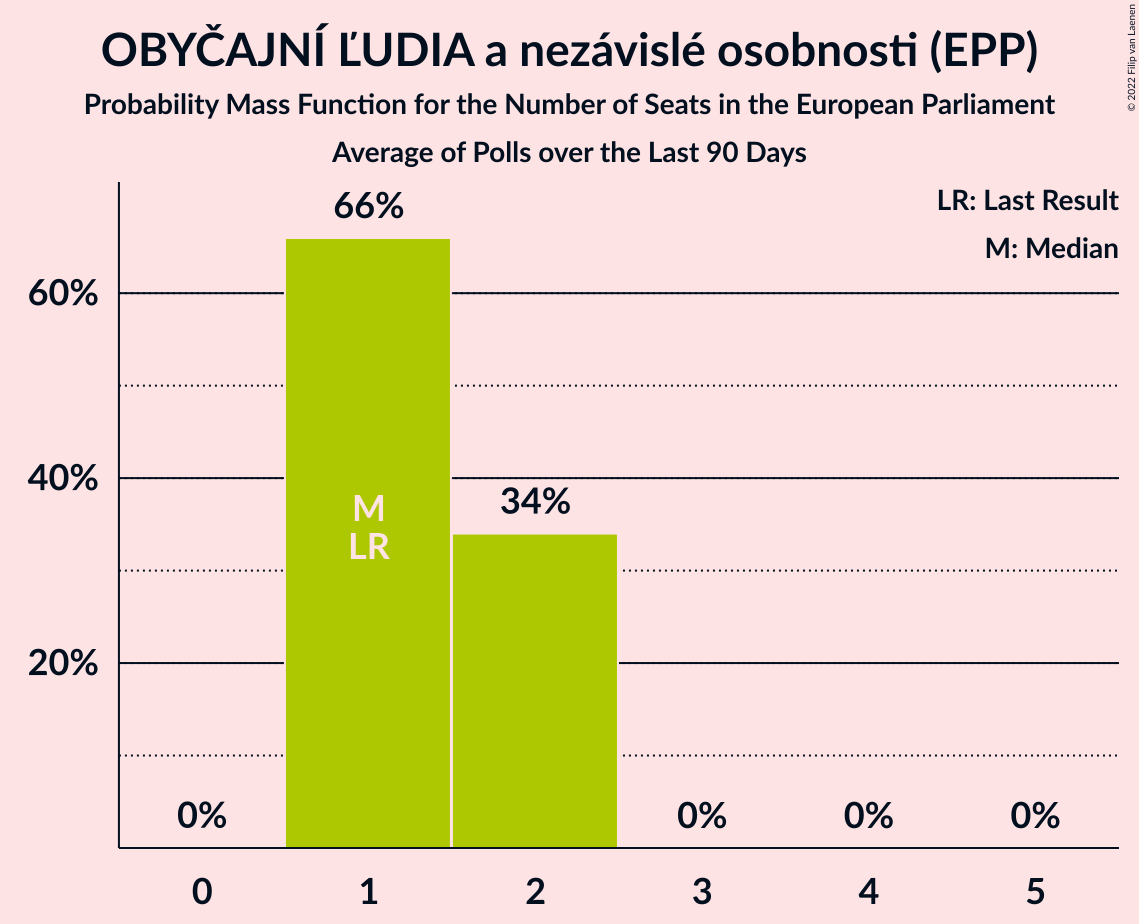 OBYČAJNÍ ĽUDIA a nezávislé osobnosti (EPP)
Probability Mass Function for the Number of Seats in the European Parliament
Average of Polls over the Last 90 Days
© 2022 Filip van Laenen
LR: Last Result
M: Median
66%
60%
40%
34%
M
LR
20%
0% 0% 0% 0%
0 1 2 3 4 5